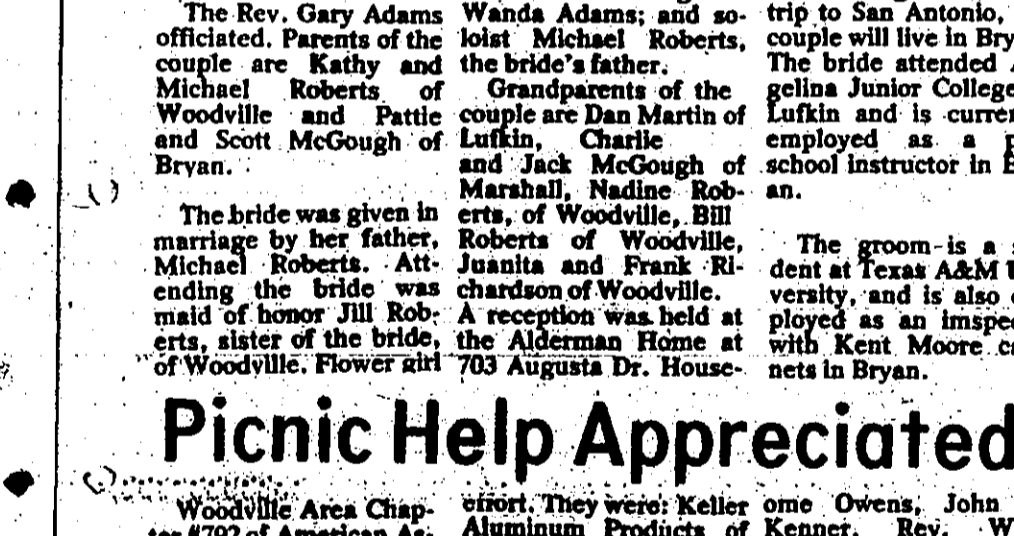 The Rev. Gary Adams
officiated. Parents of the
couple are Kathy and
Michael Roberts of
Woodville and Pattie
and Scott McGough of
Bryan.
The bride was given in
marriage by her father,
Michael Roberts. Att-
ending the bride was
maid of honor Jill Rob-
erts, sister of the bride,
of Woodville. Flower girl
Wanda Adams; and so-
loist Michael Roberts,
the bride's father.
Grandparents of the
couple are Dan Martin of
Lufkin, Charlie
and Jack McGough of
Marshall, Nadine Rob-
erts, of Woodville, Bill
Roberts of Woodville,
Juanita and Frank Ri-
chardson of Woodville.
A reception was held at
the Alderman Home at
703 Augusta Dr. House-
trip to San Antonio,
couple will live in Bry
The bride attended
gelina Junior College
Lufkin and is curren
employed as a p
school instructor in B
an.
The groom is a s
dent at Texas A&M U
versity, and is also e
ployed as an imspec
with Kent Moore ca
nets in Bryan.
Picnic Help Appreciated
Woodville Area Chap-
ter #792 of American As-
effort. They were: Keller
Aluminum Products of
ome Owens, John
Kenner, Rev. W